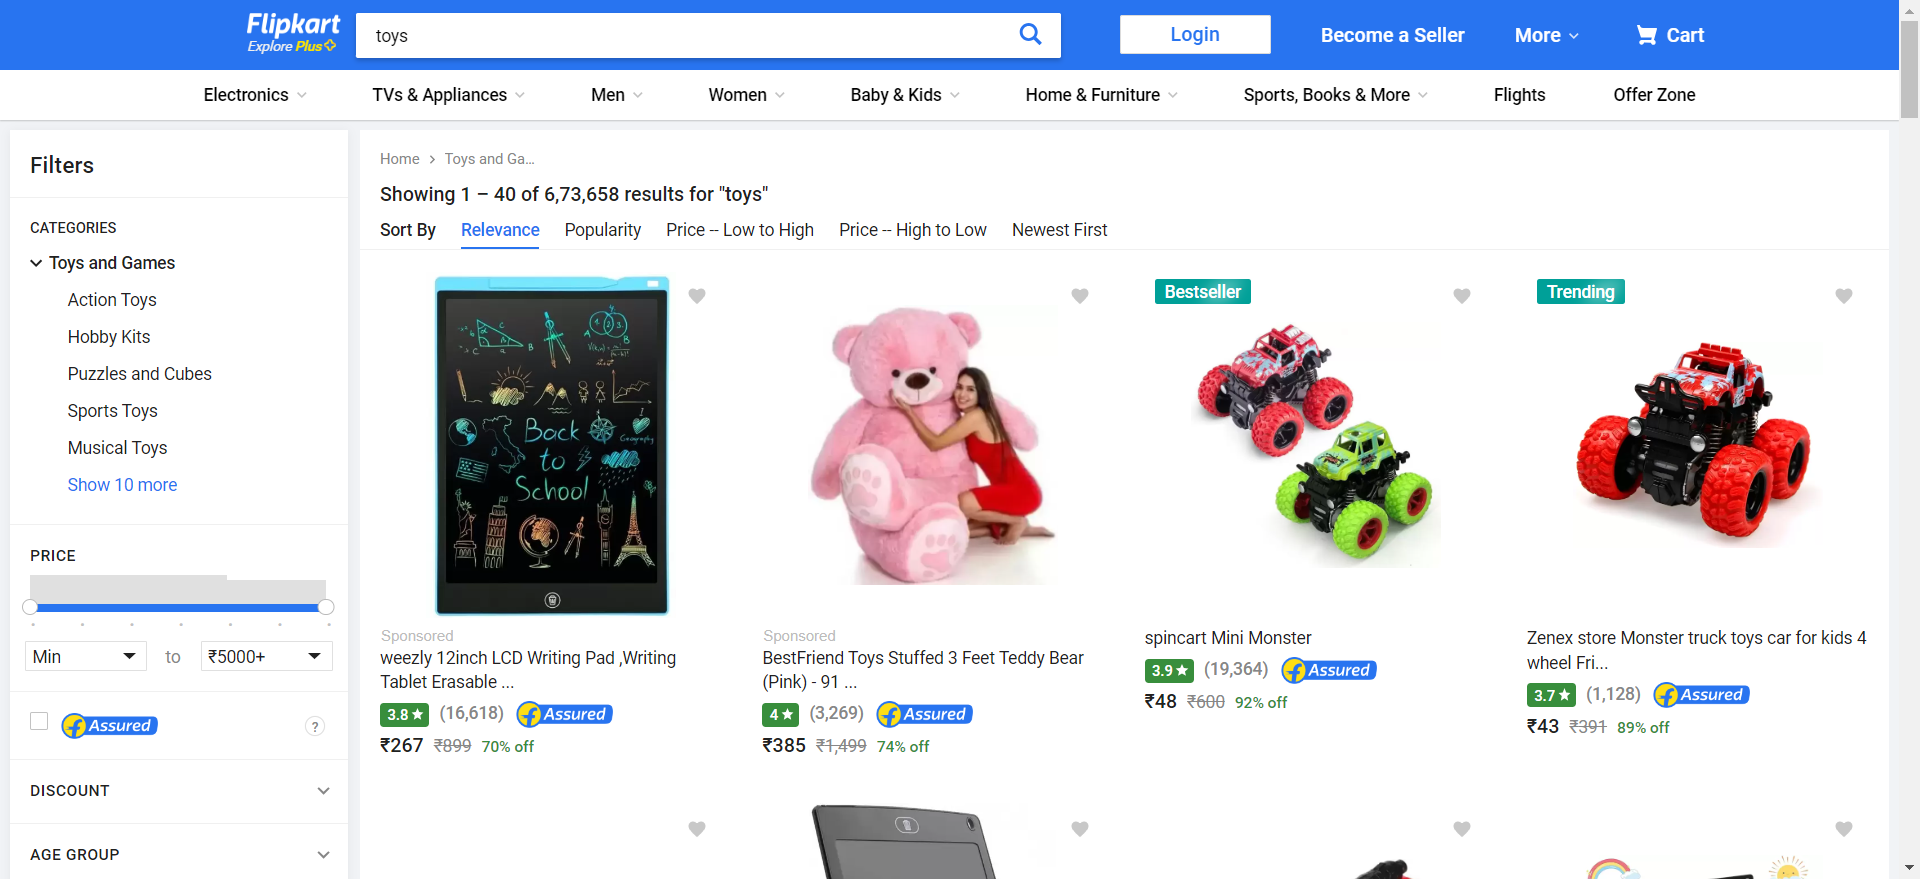 Flipkart
Explore Plus
toys
Login
Become a Seller
More
Cart
Electronics
TVs & Appliances
Men
Women
Baby & Kids
Home & Furniture
Sports, Books & More
Flights
Offer Zone
Filters
CATEGORIES
Toys and Games
Action Toys
Hobby Kits
Puzzles and Cubes
Sports Toys
Musical Toys
Show 10 more
PRICE
Min
to
₹5000+
Assured
?
DISCOUNT
AGE GROUP
Home
Toys and Ga...
Showing 1 – 40 of 6,73,658 results for "toys"
Sort By
Relevance
Popularity
Price -- Low to High
Price -- High to Low
Newest First
Back
to
School
Sponsored
weezly 12inch LCD Writing Pad ,Writing
Tablet Erasable ...
3.8
(16,618)
Assured
₹267 ₹899 70% off
Sponsored
BestFriend Toys Stuffed 3 Feet Teddy Bear
(Pink) - 91 ...
4
(3,269)
Assured
₹385 ₹1,499 74% off
Bestseller
spincart Mini Monster
3.9
(19,364)
Assured
₹48 ₹600 92% off
Trending
Zenex store Monster truck toys car for kids 4
wheel Fri...
3.7
(1,128)
Assured
₹43 ₹391 89% off